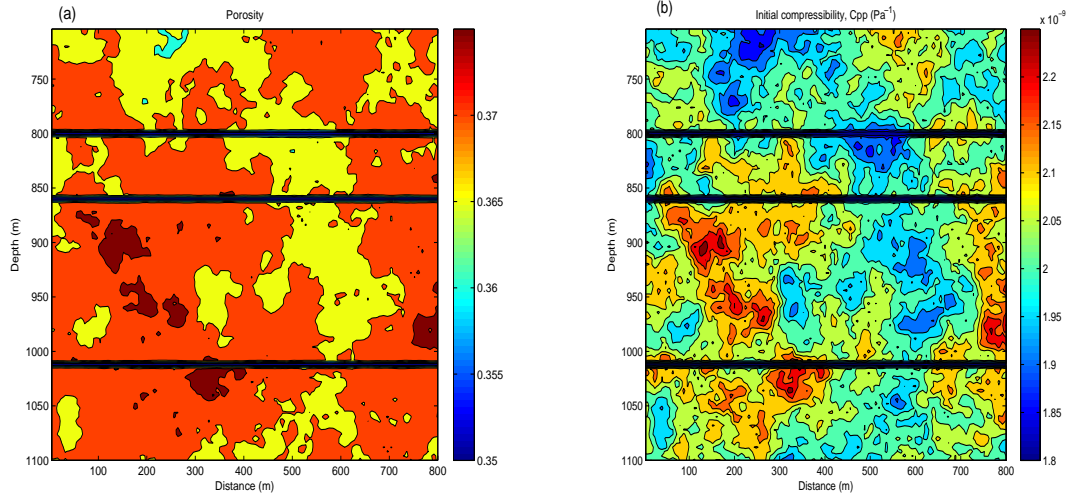 (a)
Porosity
Depth (m)
750
800
850
900
950
1000
1050
1100
100 200 300 400 500 600 700 800
Distance (m)
0.37
0.365
0.36
0.355
0.35
(b)
Initial compressibility, Cpp (Pa⁻¹)
x 10⁻⁹
Depth (m)
750
800
850
900
950
1000
1050
1100
100 200 300 400 500 600 700 800
Distance (m)
2.2
2.15
2.1
2.05
2
1.95
1.9
1.85
1.8